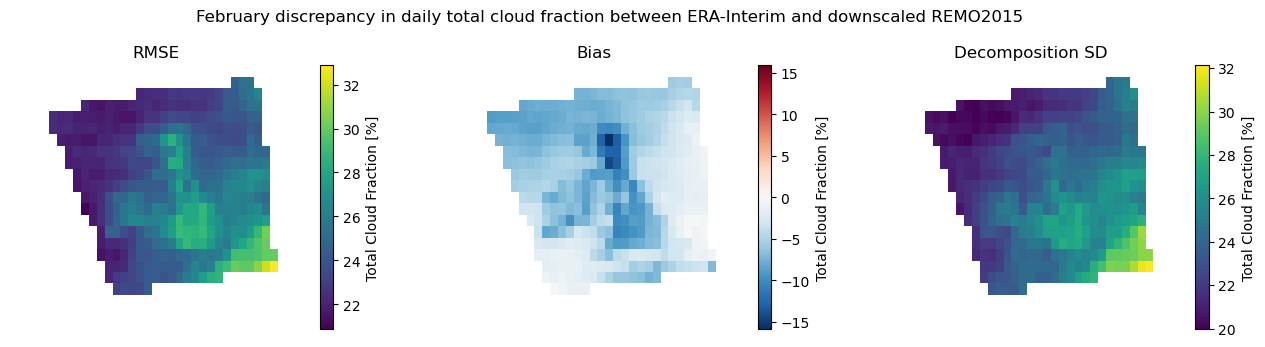 February discrepancy in daily total cloud fraction between ERA-Interim and downscaled REMO2015
RMSE
32
30
28
26
24
22
Total Cloud Fraction [%]
Bias
15
10
5
0
−5
−10
−15
Total Cloud Fraction [%]
Decomposition SD
32
30
28
26
24
22
20
Total Cloud Fraction [%]